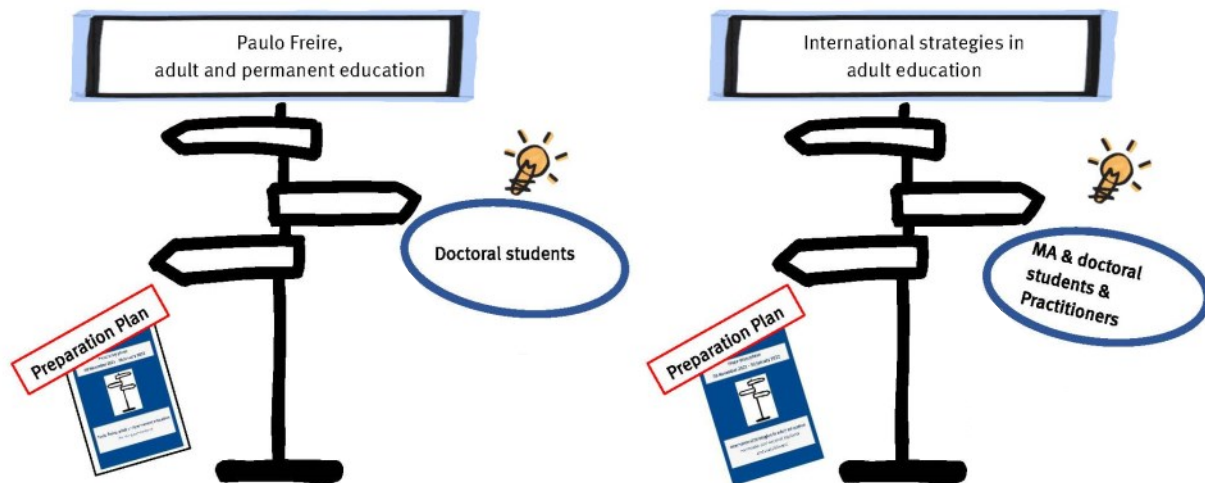 Paulo Freire,
adult and permanent education
Doctoral students
Preparation Plan
International strategies in
adult education
MA & doctoral
students &
Practitioners
Preparation Plan